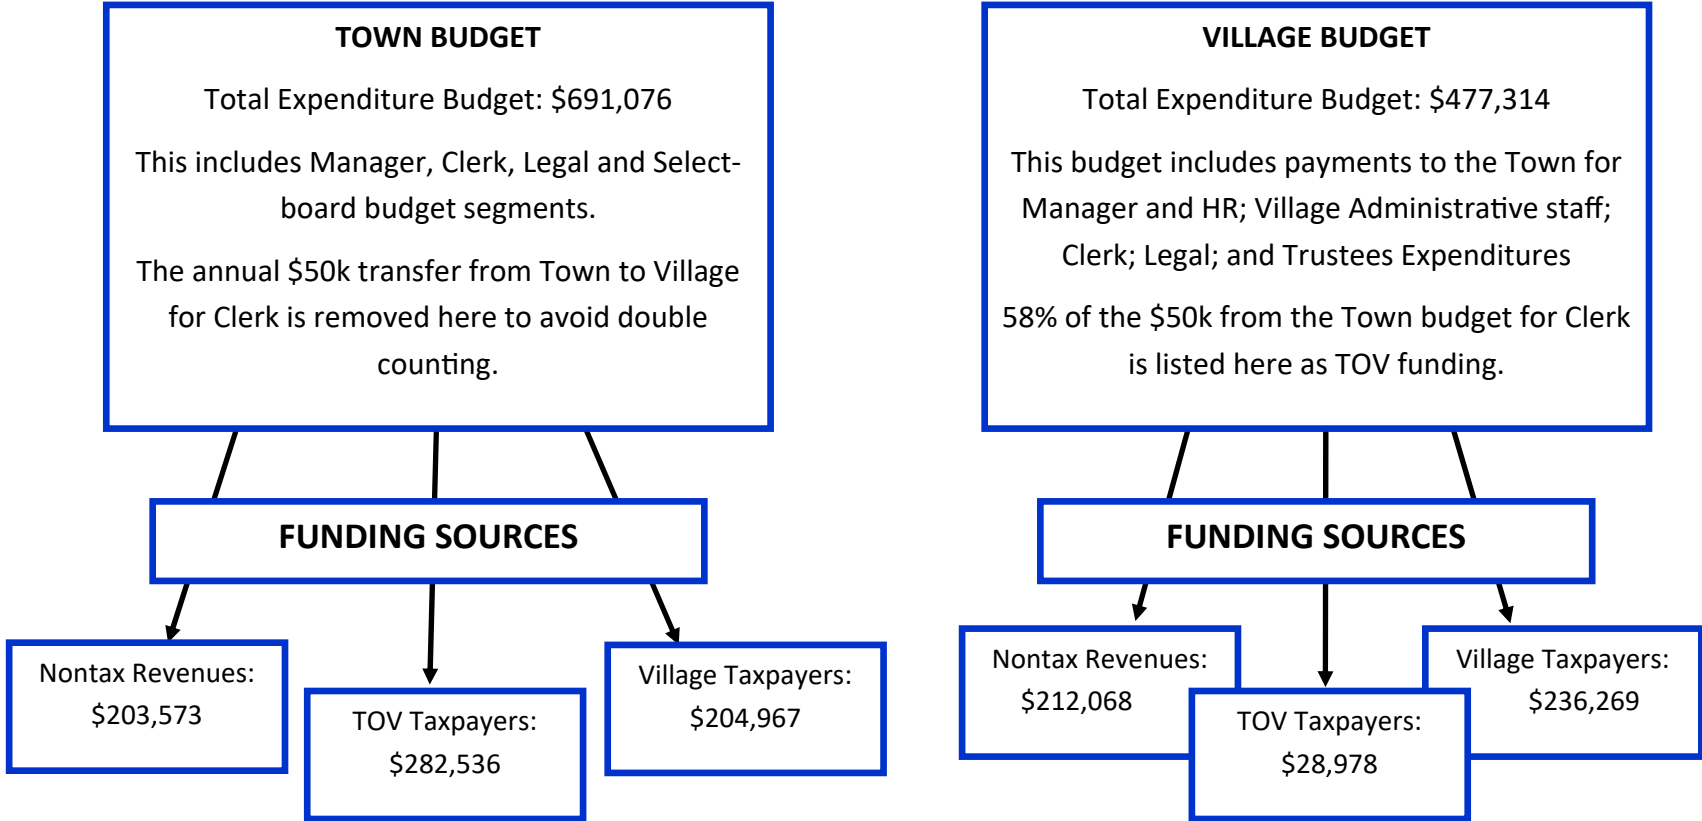 TOWN BUDGET
Total Expenditure Budget: $691,076
This includes Manager, Clerk, Legal and Select-
board budget segments.
The annual $50k transfer from Town to Village
for Clerk is removed here to avoid double
counting.
FUNDING SOURCES
Nontax Revenues:
$203,573
TOV Taxpayers:
$282,536
Village Taxpayers:
$204,967
VILLAGE BUDGET
Total Expenditure Budget: $477,314
This budget includes payments to the Town for
Manager and HR; Village Administrative staff;
Clerk; Legal; and Trustees Expenditures
58% of the $50k from the Town budget for Clerk
is listed here as TOV funding.
FUNDING SOURCES
Nontax Revenues:
$212,068
TOV Taxpayers:
$28,978
Village Taxpayers:
$236,269